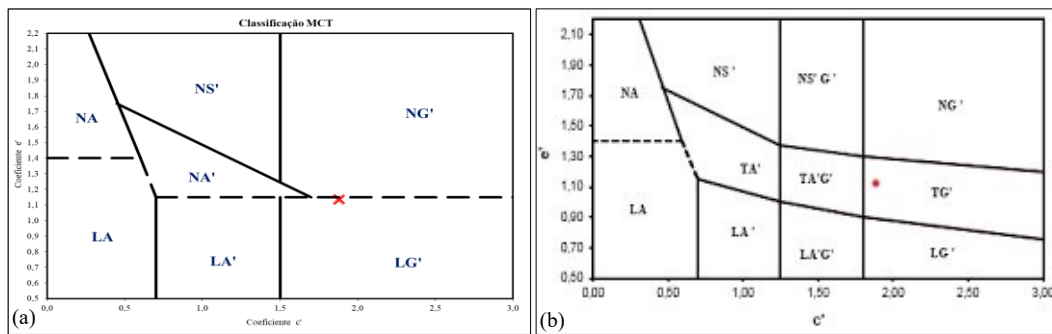 Classificação MCT
2,2
2,1
2,0
1,9
1,8
1,7
1,6
1,5
1,4
1,3
1,2
1,1
1,0
0,9
0,8
0,7
0,6
0,5
Coeficiente e'
NS'
NG'
NA
NA'
LA
LA'
LG'
0,0
0,5
1,0
1,5
2,0
2,5
3,0
Coeficiente c'
(a)
2,10
1,90
1,70
1,50
1,30
1,10
0,90
0,70
0,50
e'
NS '
NS' G'
NG '
NA
TA'
TA'G'
TG'
LA
LA '
LA'G'
LG '
0,00
0,50
1,00
1,50
2,00
2,50
3,00
c'
(b)